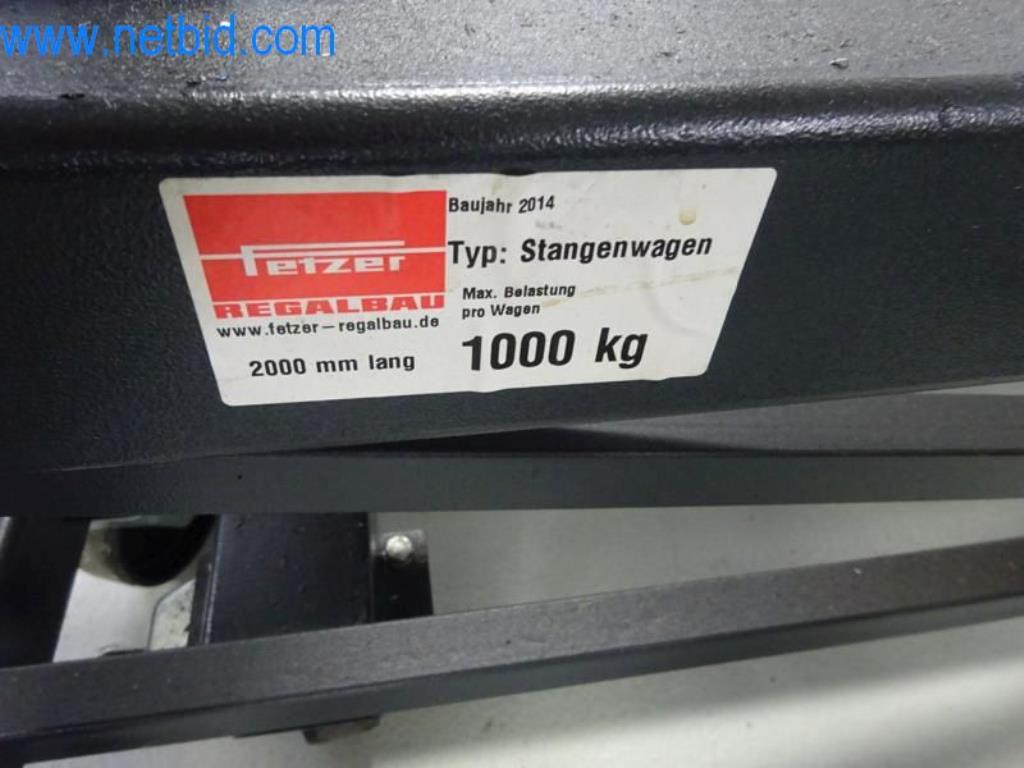 www.netbid.com
fetzer
REGALBAU
www.fetzer-regalbau.de
2000 mm lang
Baujahr 2014
Typ: Stangenwagen
Max. Belastung
pro Wagen
1000 kg